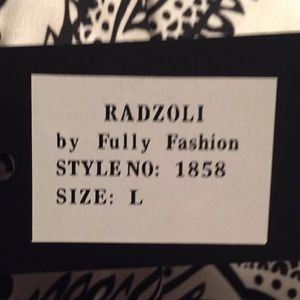 RADZOLI
by Fully Fashion
STYLE NO: 1858
SIZE: L